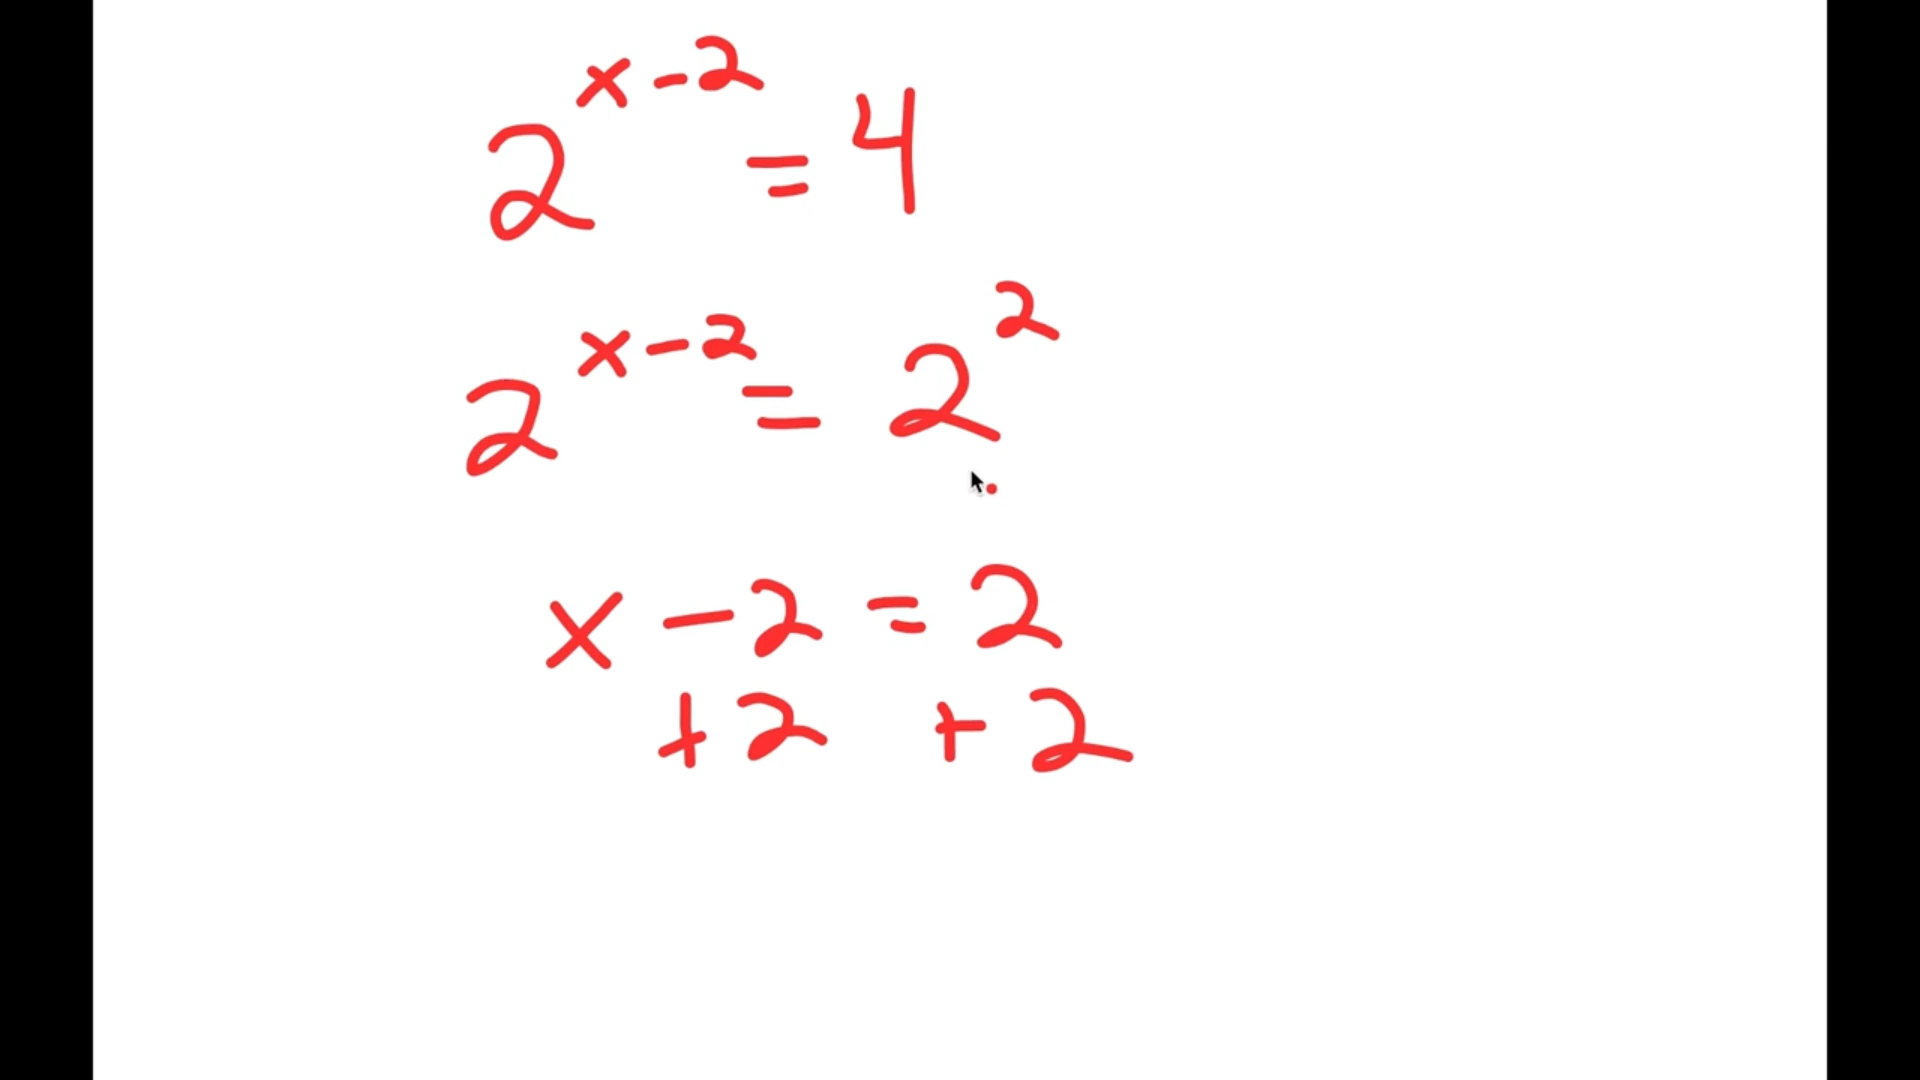 2^{x-2} = 4
2^{x-2} = 2^2
x - 2 = 2
+2 +2